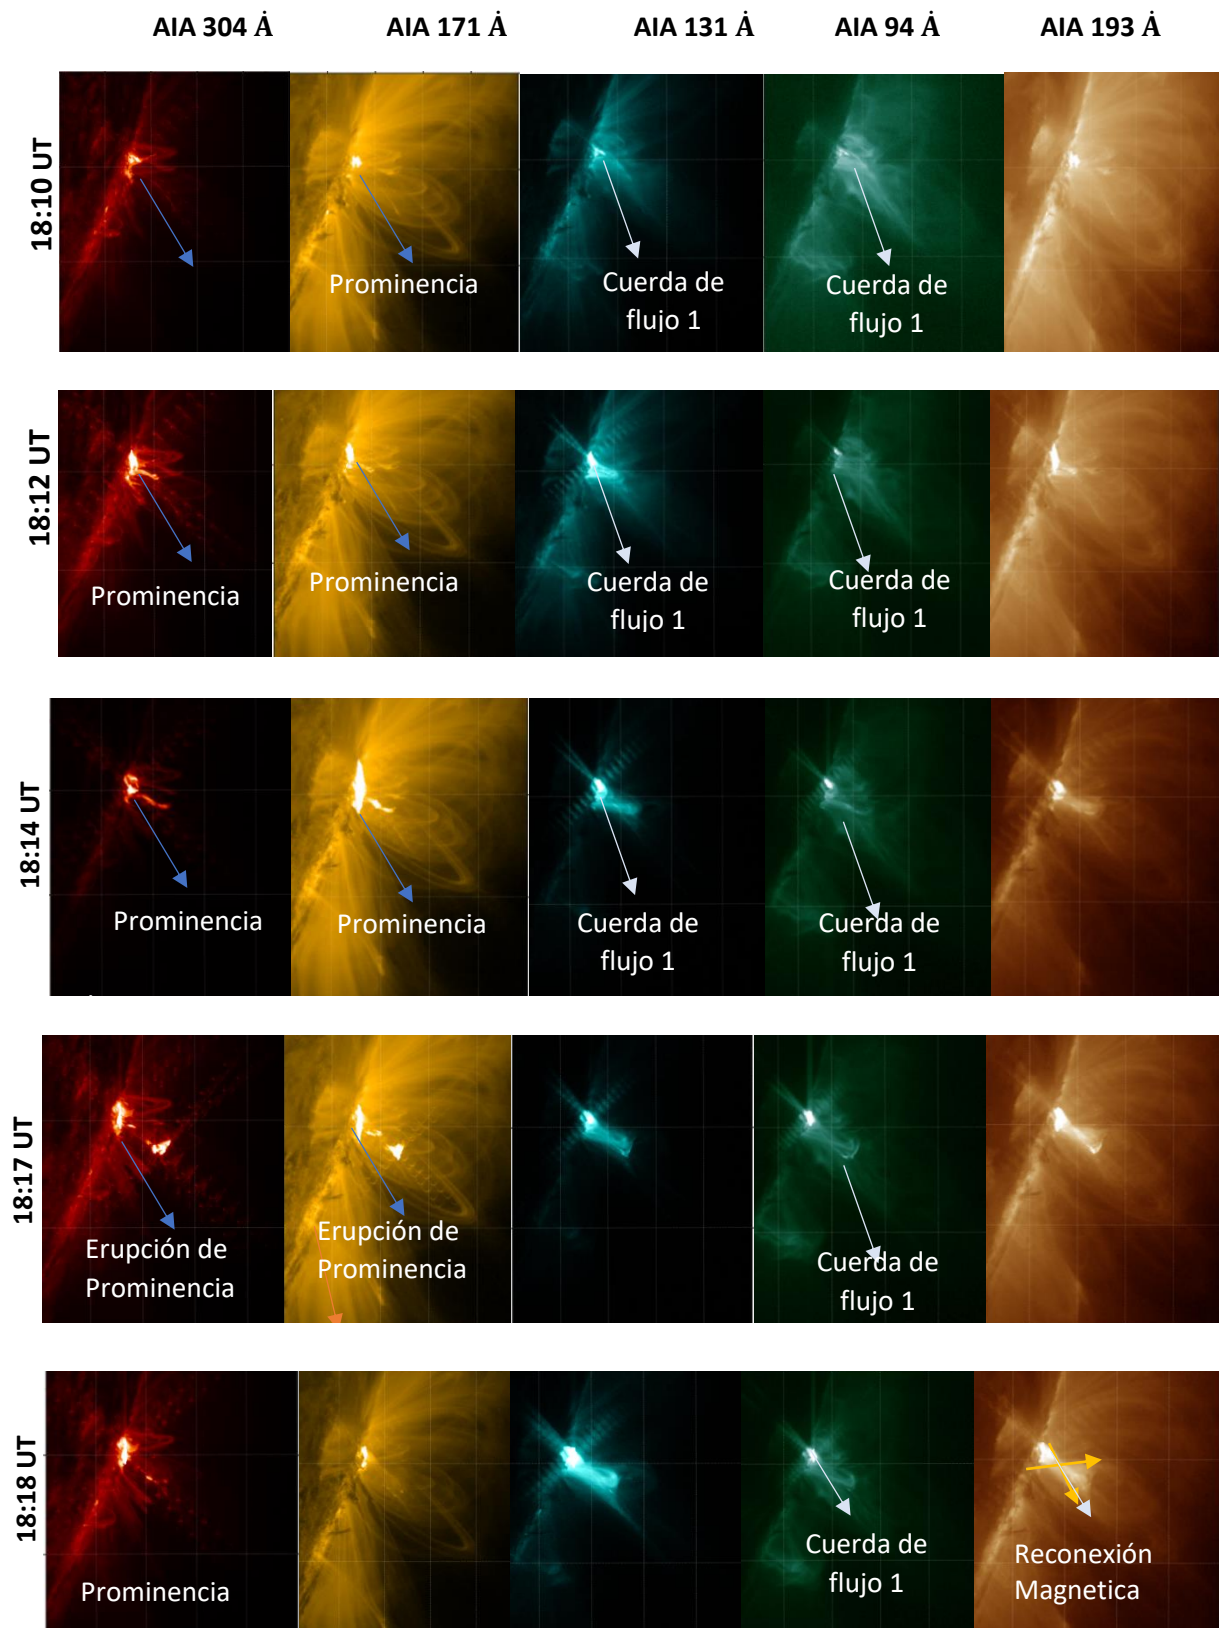 AIA 304 Å AIA 171 Å AIA 131 Å AIA 94 Å AIA 193 Å
18:10 UT
Prominencia
Cuerda de
flujo 1
Cuerda de
flujo 1
18:12 UT
Prominencia
Prominencia
Cuerda de
flujo 1
Cuerda de
flujo 1
18:14 UT
Prominencia
Prominencia
Cuerda de
flujo 1
Cuerda de
flujo 1
18:17 UT
Erupción de
Prominencia
Erupción de
Prominencia
Cuerda de
flujo 1
18:18 UT
Prominencia
Cuerda de
flujo 1
Reconexión
Magnetica